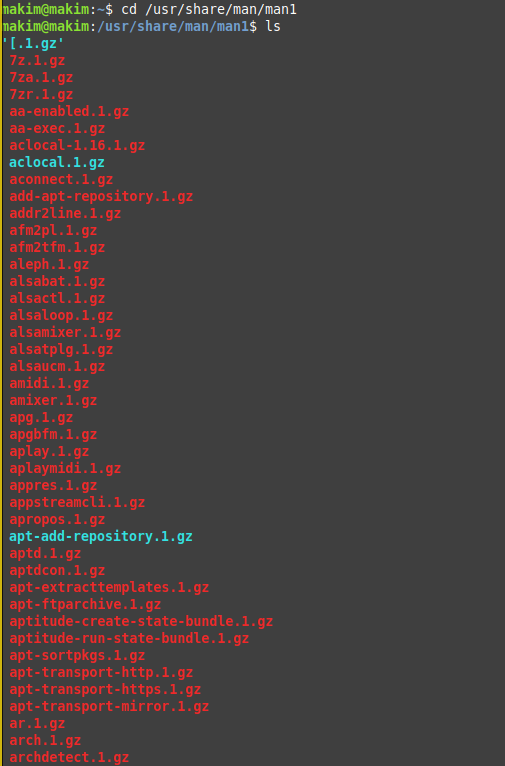 makim@makim:~$ cd /usr/share/man/man1
makim@makim:/usr/share/man/man1$ ls
'[.1.gz'
7z.1.gz
7za.1.gz
7zr.1.gz
aa-enabled.1.gz
aa-exec.1.gz
aclocal-1.16.1.gz
aclocal.1.gz
aconnect.1.gz
add-apt-repository.1.gz
addr2line.1.gz
afm2pl.1.gz
afm2tfm.1.gz
aleph.1.gz
alsabat.1.gz
alsactl.1.gz
alsaloop.1.gz
alsamixer.1.gz
alsatplg.1.gz
alsaucm.1.gz
amidi.1.gz
amixer.1.gz
apg.1.gz
apgbfm.1.gz
aplay.1.gz
aplaymidi.1.gz
appres.1.gz
appstreamcli.1.gz
apropos.1.gz
apt-add-repository.1.gz
aptd.1.gz
aptdcon.1.gz
apt-extracttemplates.1.gz
apt-ftparchive.1.gz
aptitude-create-state-bundle.1.gz
aptitude-run-state-bundle.1.gz
apt-sortpkgs.1.gz
apt-transport-http.1.gz
apt-transport-https.1.gz
apt-transport-mirror.1.gz
ar.1.gz
arch.1.gz
archdetect.1.gz